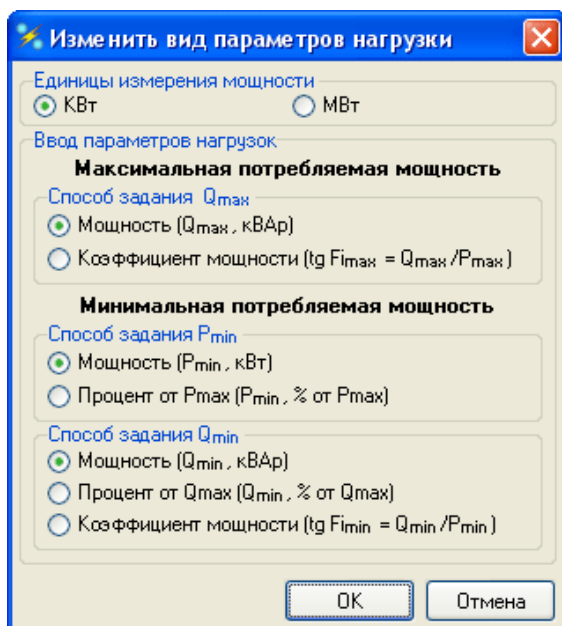 Изменить вид параметров нагрузки
Единицы измерения мощности
КВт МВт
Ввод параметров нагрузок
Максимальная потребляемая мощность
Способ задания Qmax
Мощность (Qmax , кВАр)
Коэффициент мощности (tg Fimax = Qmax /Pmax )
Минимальная потребляемая мощность
Способ задания Pmin
Мощность (Pmin , кВт)
Процент от Pmax (Pmin , % от Pmax)
Способ задания Qmin
Мощность (Qmin , кВАр)
Процент от Qmax (Qmin , % от Qmax)
Коэффициент мощности (tg Fimin = Qmin /Pmin )
OK Отмена